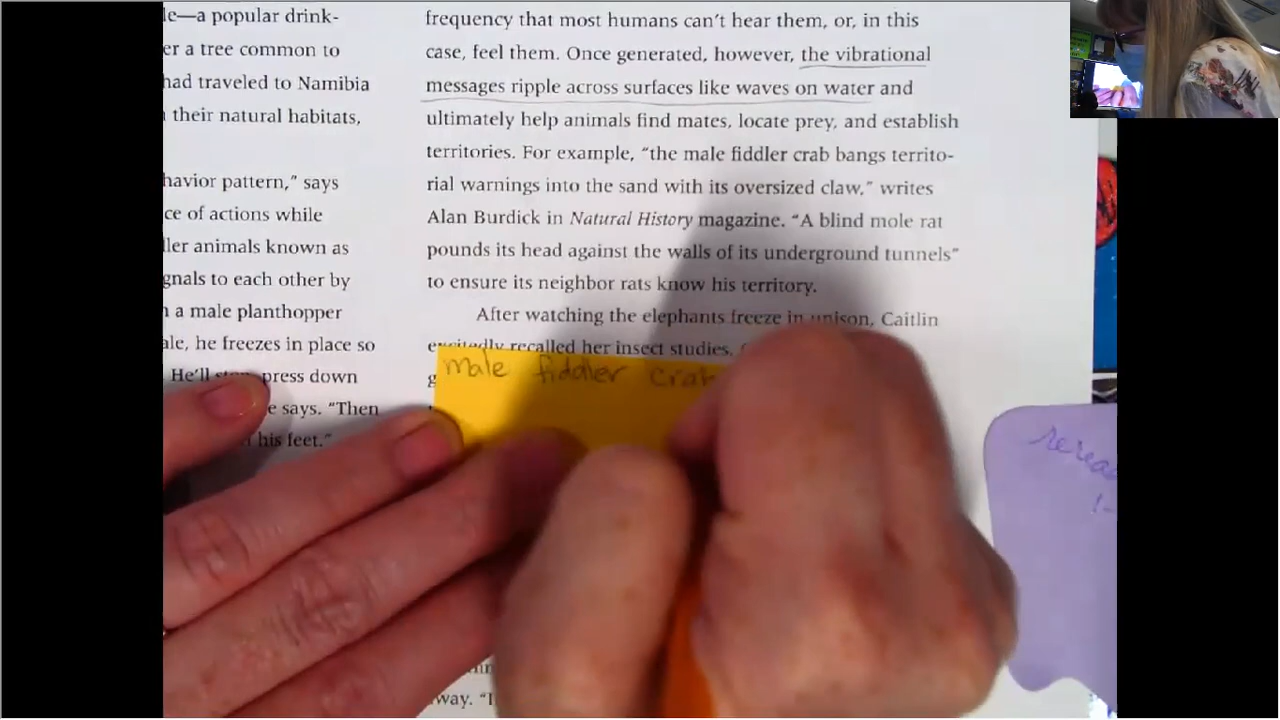 le—a popular drink-
er a tree common to
had traveled to Namibia
their natural habitats,
havior pattern,” says
ce of actions while
ller animals known as
gnals to each other by
a male planthopper
ale, he freezes in place so
He’ll press down
e says. “Then
his feet.”
frequency that most humans can’t hear them, or, in this
case, feel them. Once generated, however, the vibrational
messages ripple across surfaces like waves on water and
ultimately help animals find mates, locate prey, and establish
territories. For example, “the male fiddler crab bangs territo-
rial warnings into the sand with its oversized claw,” writes
Alan Burdick in Natural History magazine. “A blind mole rat
pounds its head against the walls of its underground tunnels”
to ensure its neighbor rats know his territory.
After watching the elephants freeze in unison, Caitlin
excitedly recalled her insect studies.
male fiddler crab
way.